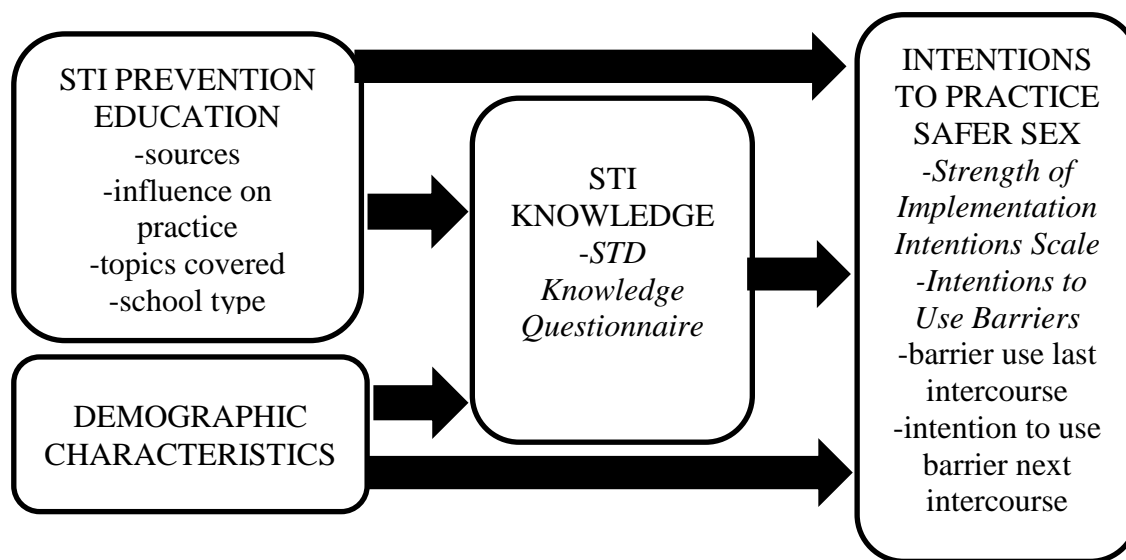 STI PREVENTION
EDUCATION
-sources
-influence on
practice
-topics covered
-school type
DEMOGRAPHIC
CHARACTERISTICS
STI
KNOWLEDGE
-STD
Knowledge
Questionnaire
INTENTIONS
TO PRACTICE
SAFER SEX
-Strength of
Implementation
Intentions Scale
-Intentions to
Use Barriers
-barrier use last
intercourse
-intention to use
barrier next
intercourse